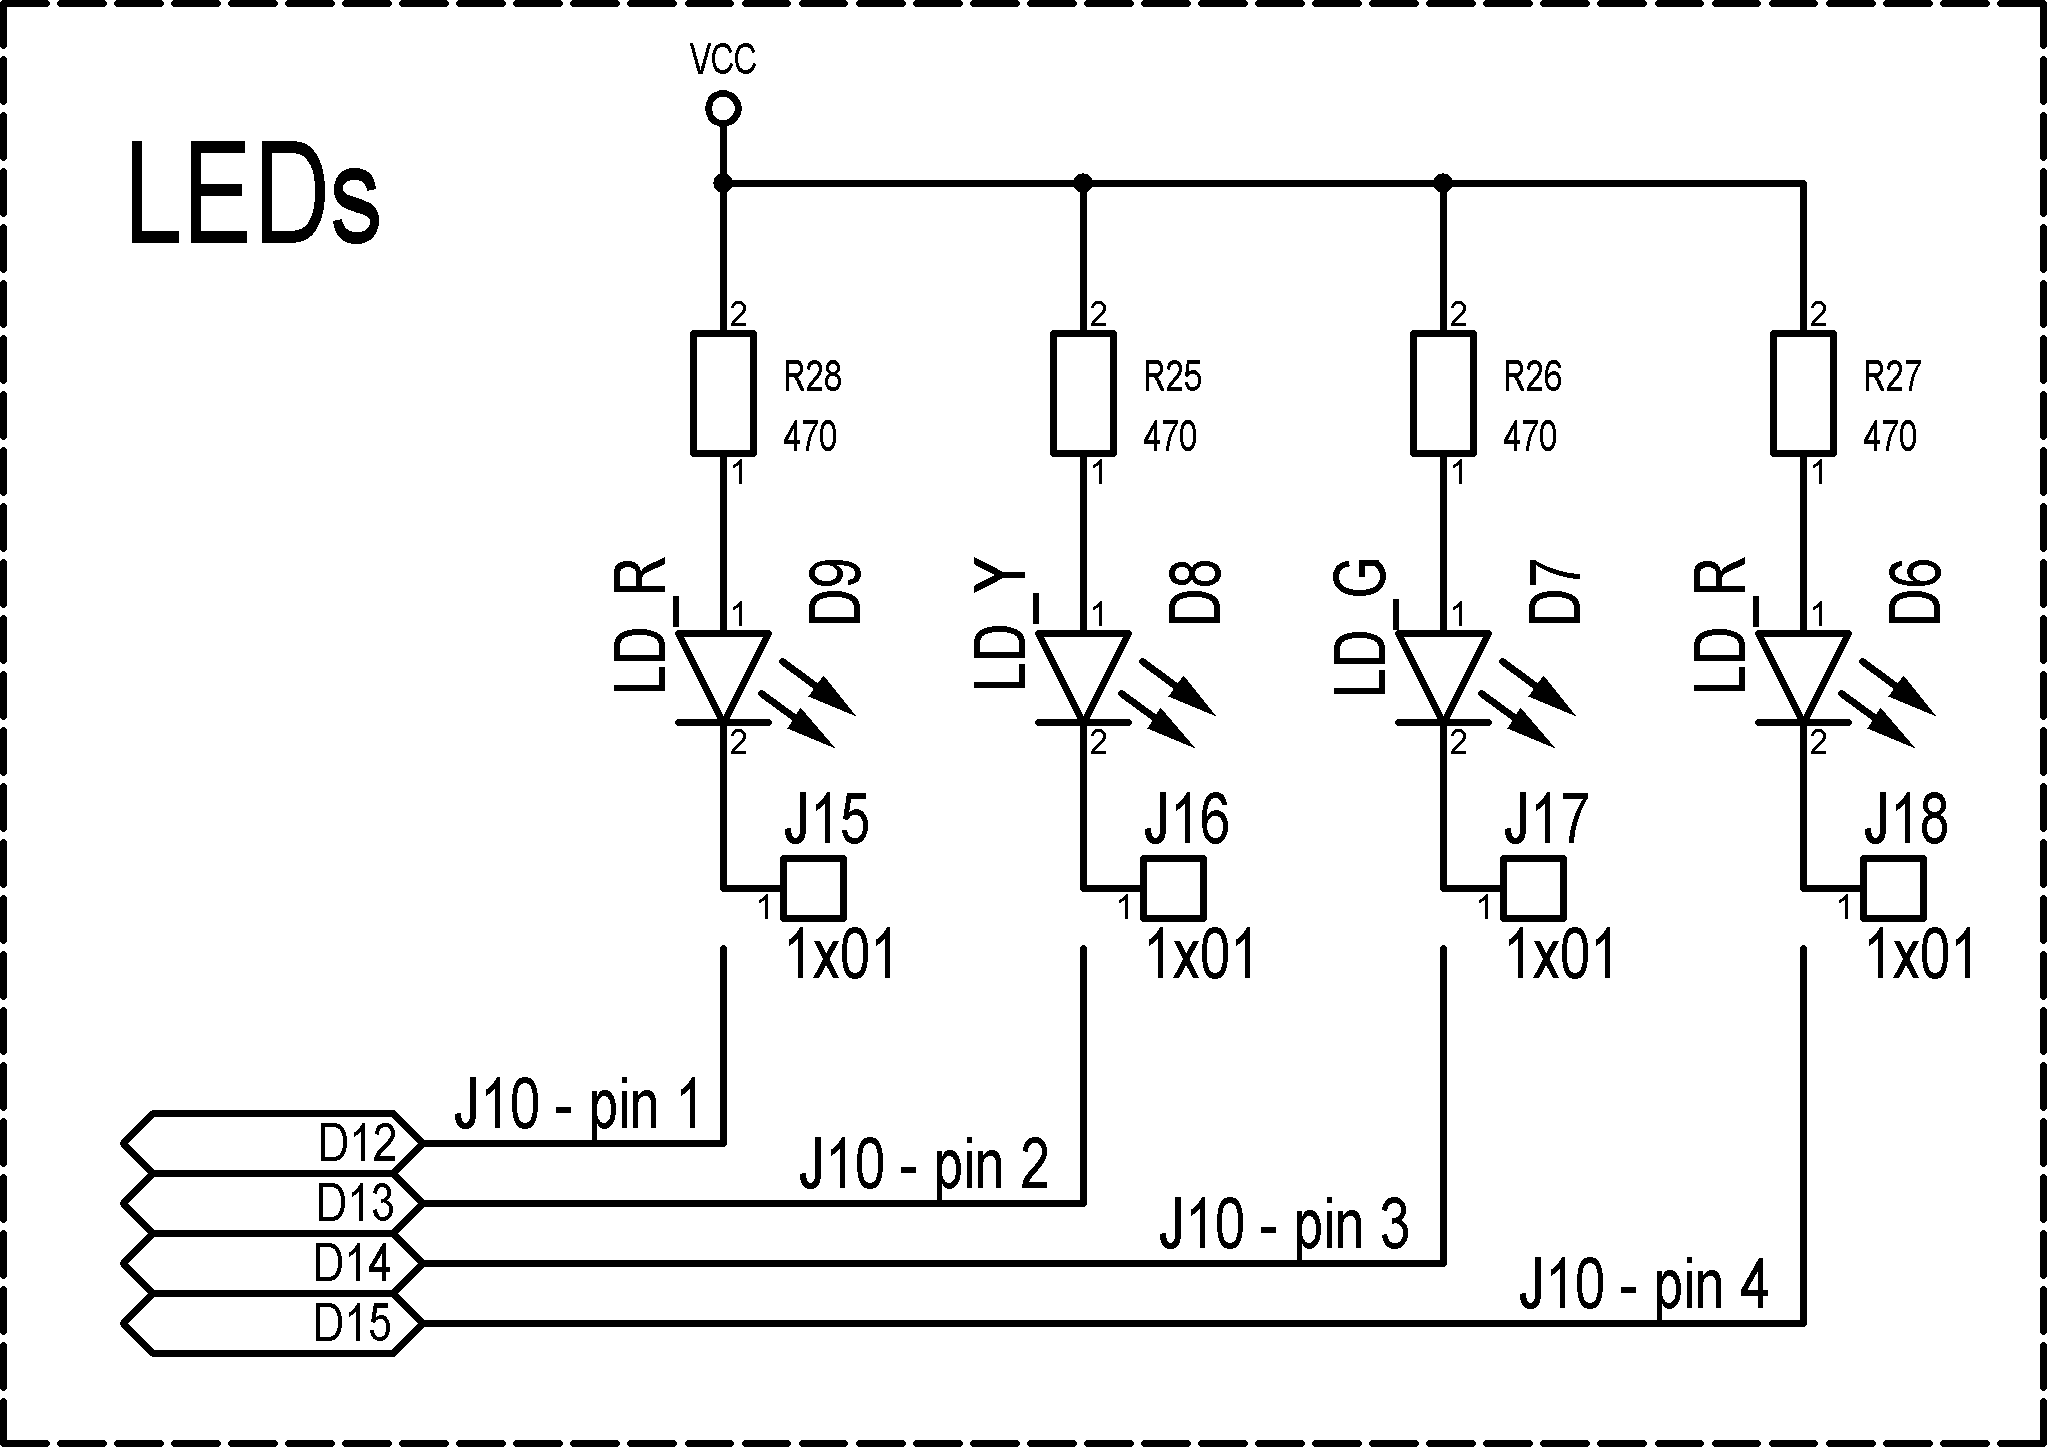 VCC
LEDs
2
2
2
2
R28
R25
R26
R27
470
470
470
470
1
1
1
1
LD_R
D9
LD_Y
D8
LD_G
D7
LD_R
D6
1
1
1
1
2
2
2
2
J15
J16
J17
J18
1
1
1
1
1x01
1x01
1x01
1x01
J10 - pin 1
D12
J10 - pin 2
D13
J10 - pin 3
D14
J10 - pin 4
D15